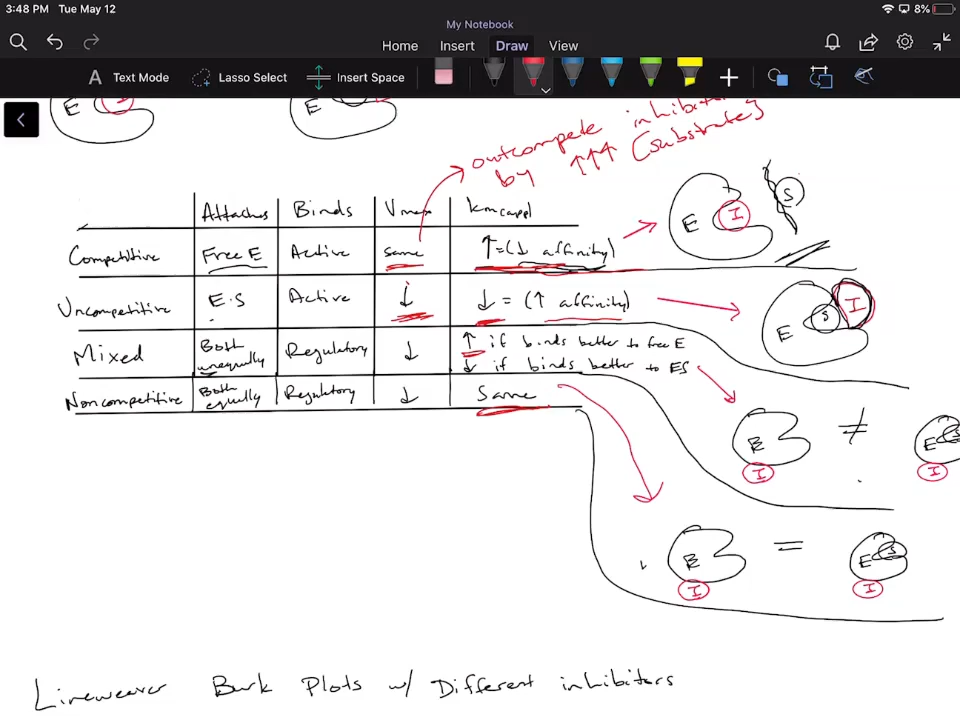 3:48 PM Tue May 12
8%
My Notebook
Home Insert Draw View
A Text Mode Lasso Select Insert Space
E I
E
outcompete inhibitor
by ↑↑↑ [substrate]
Attaches Binds Vmax km(app)
Competitive Free E Active same ↑=(↓ affinity)
E I S
Uncompetitive E·S Active ↓ ↓ = (↑ affinity)
E S I
Mixed Both unequally Regulatory ↓ ↑ if binds better to free E
↓ if binds better to ES
Noncompetitive Both equally Regulatory ↓ Same
E ≠ E S
I I
E = E S
I I
Lineweaver Burk Plots w/ Different inhibitors